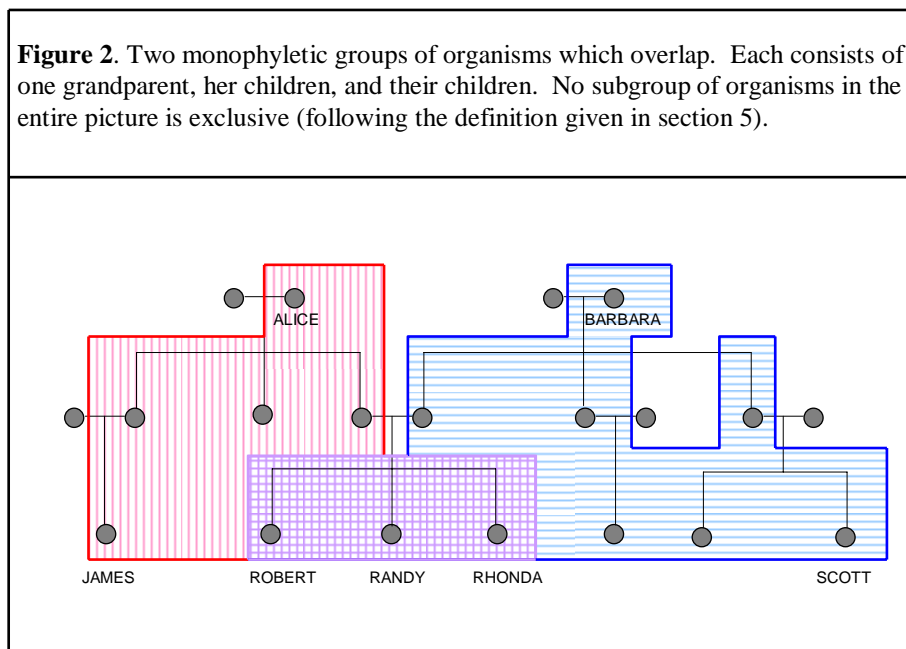 Figure 2. Two monophyletic groups of organisms which overlap. Each consists of
one grandparent, her children, and their children. No subgroup of organisms in the
entire picture is exclusive (following the definition given in section 5).
ALICE BARBARA
JAMES ROBERT RANDY RHONDA SCOTT